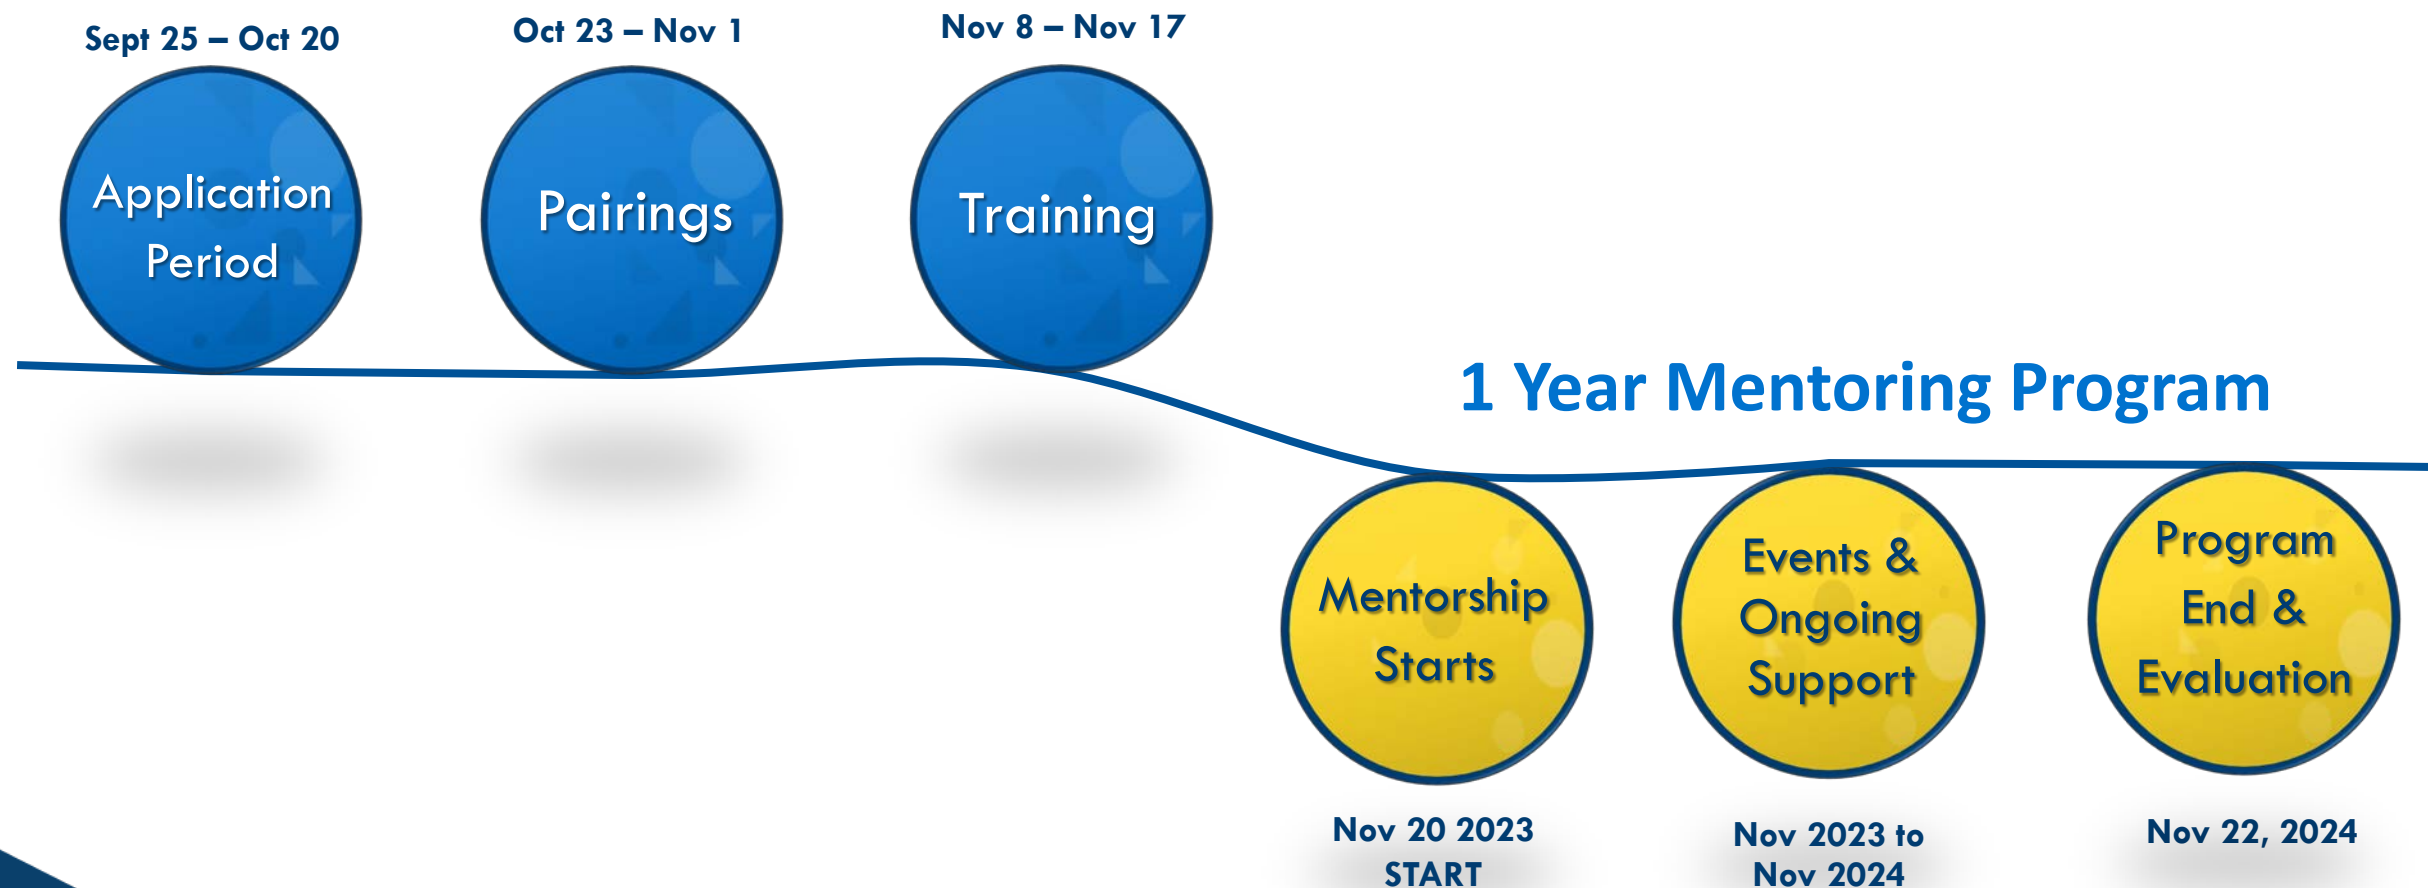 Sept 25 – Oct 20
Oct 23 – Nov 1
Nov 8 – Nov 17
Application
Period
Pairings
Training
1 Year Mentoring Program
Mentorship
Starts
Events &
Ongoing
Support
Program
End &
Evaluation
Nov 20 2023
START
Nov 2023 to
Nov 2024
Nov 22, 2024